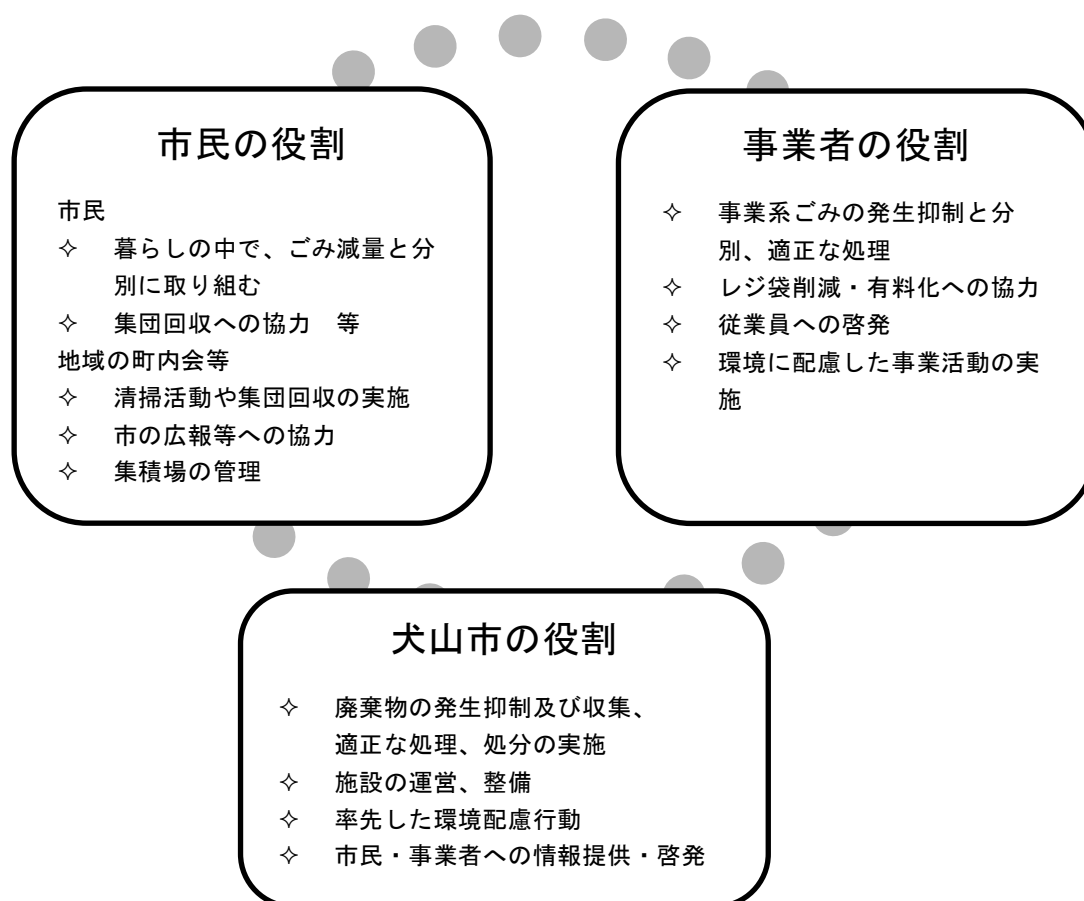 市民の役割
市民
✧ 暮らしの中で、ごみ減量と分
別に取り組む
✧ 集団回収への協力　等
地域の町内会等
✧ 清掃活動や集団回収の実施
✧ 市の広報等への協力
✧ 集積場の管理
事業者の役割
✧ 事業系ごみの発生抑制と分
別、適正な処理
✧ レジ袋削減・有料化への協力
✧ 従業員への啓発
✧ 環境に配慮した事業活動の実
施
犬山市の役割
✧ 廃棄物の発生抑制及び収集、
適正な処理、処分の実施
✧ 施設の運営、整備
✧ 率先した環境配慮行動
✧ 市民・事業者への情報提供・啓発